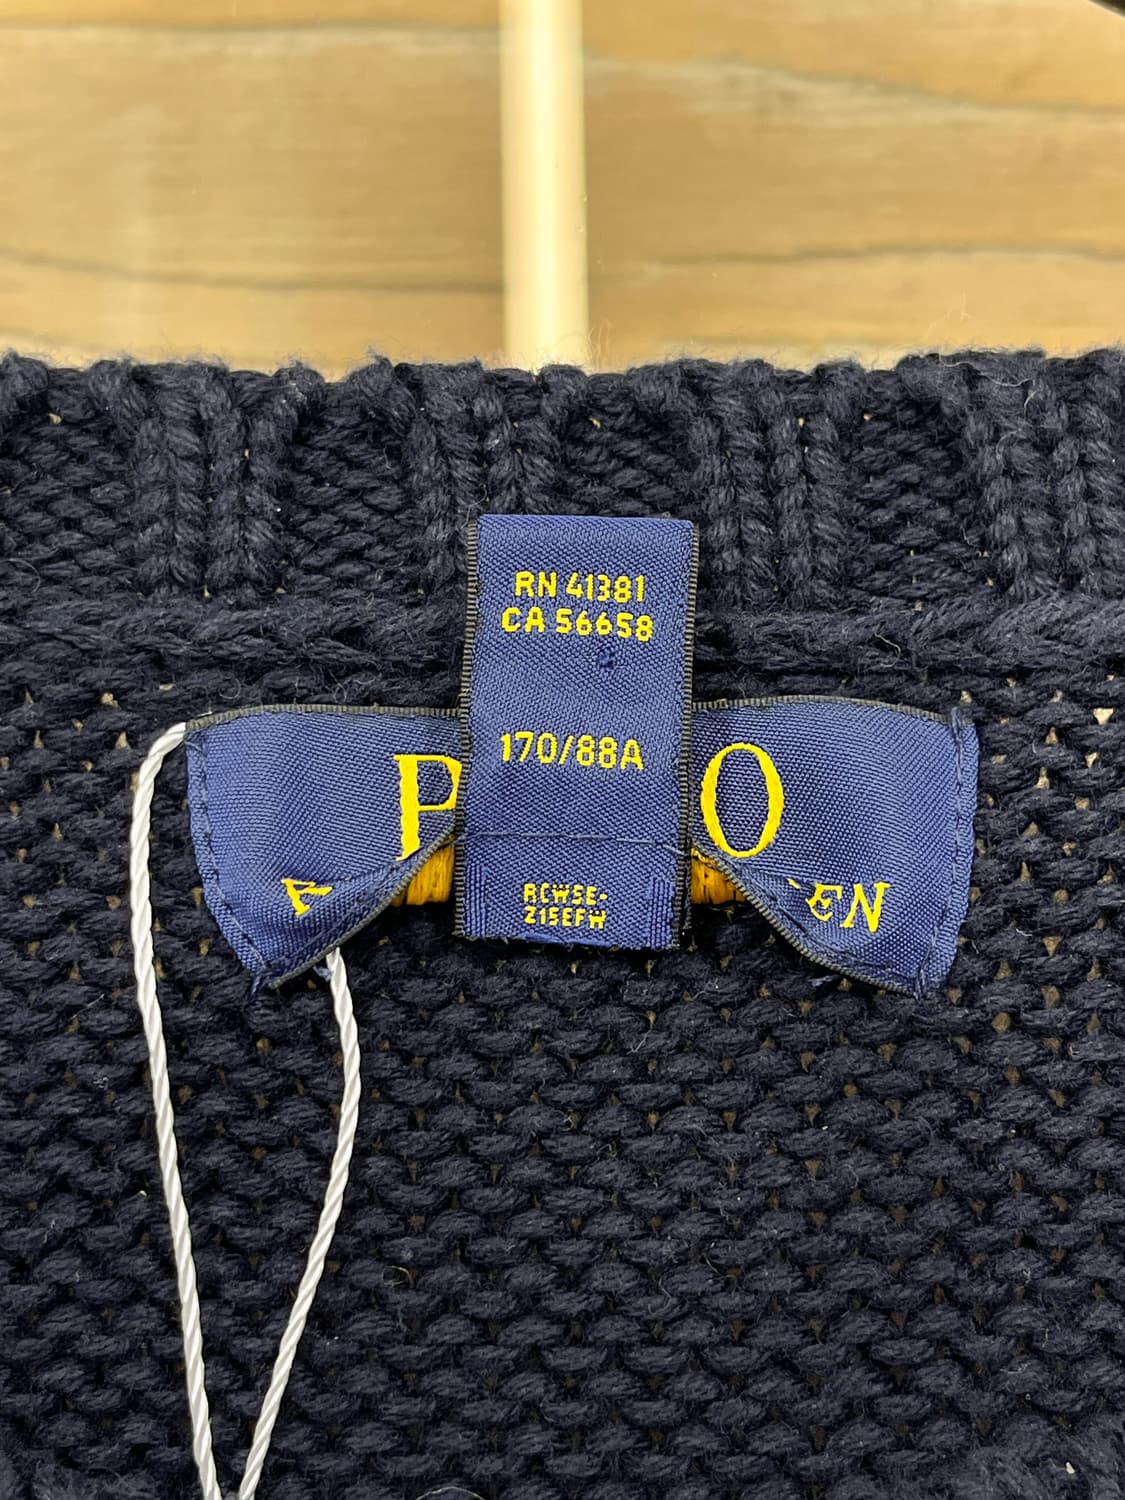 RN 41381
CA 56658
170/88A
P O
RCWSE-
Z15EFW
EN